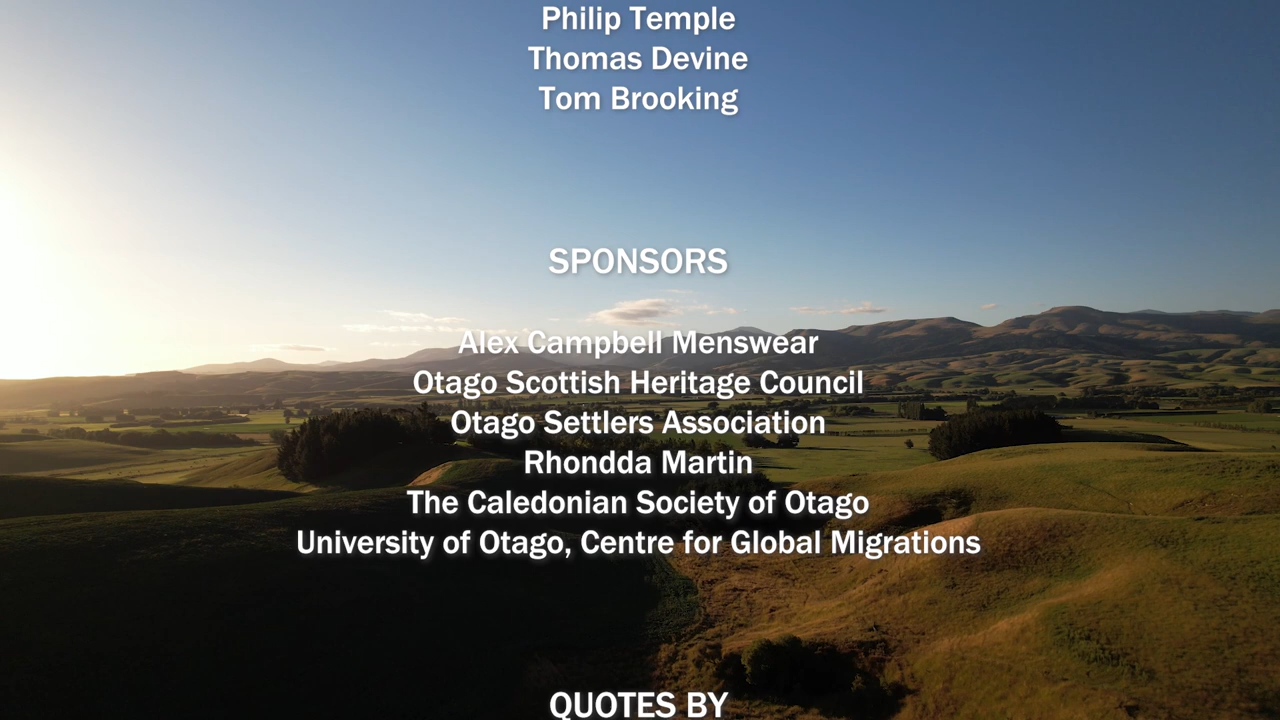 Philip Temple
Thomas Devine
Tom Brooking
SPONSORS
Alex Campbell Menswear
Otago Scottish Heritage Council
Otago Settlers Association
Rhondda Martin
The Caledonian Society of Otago
University of Otago, Centre for Global Migrations
QUOTES BY